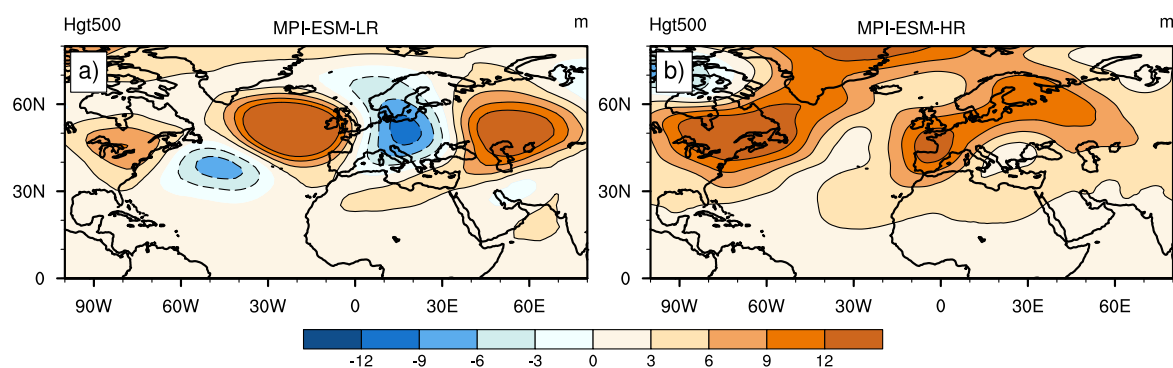 Hgt500 MPI-ESM-LR m
Hgt500 MPI-ESM-HR m
a)
b)
60N
30N
0
90W 60W 30W 0 30E 60E
60N
30N
0
90W 60W 30W 0 30E 60E
-12 -9 -6 -3 0 3 6 9 12